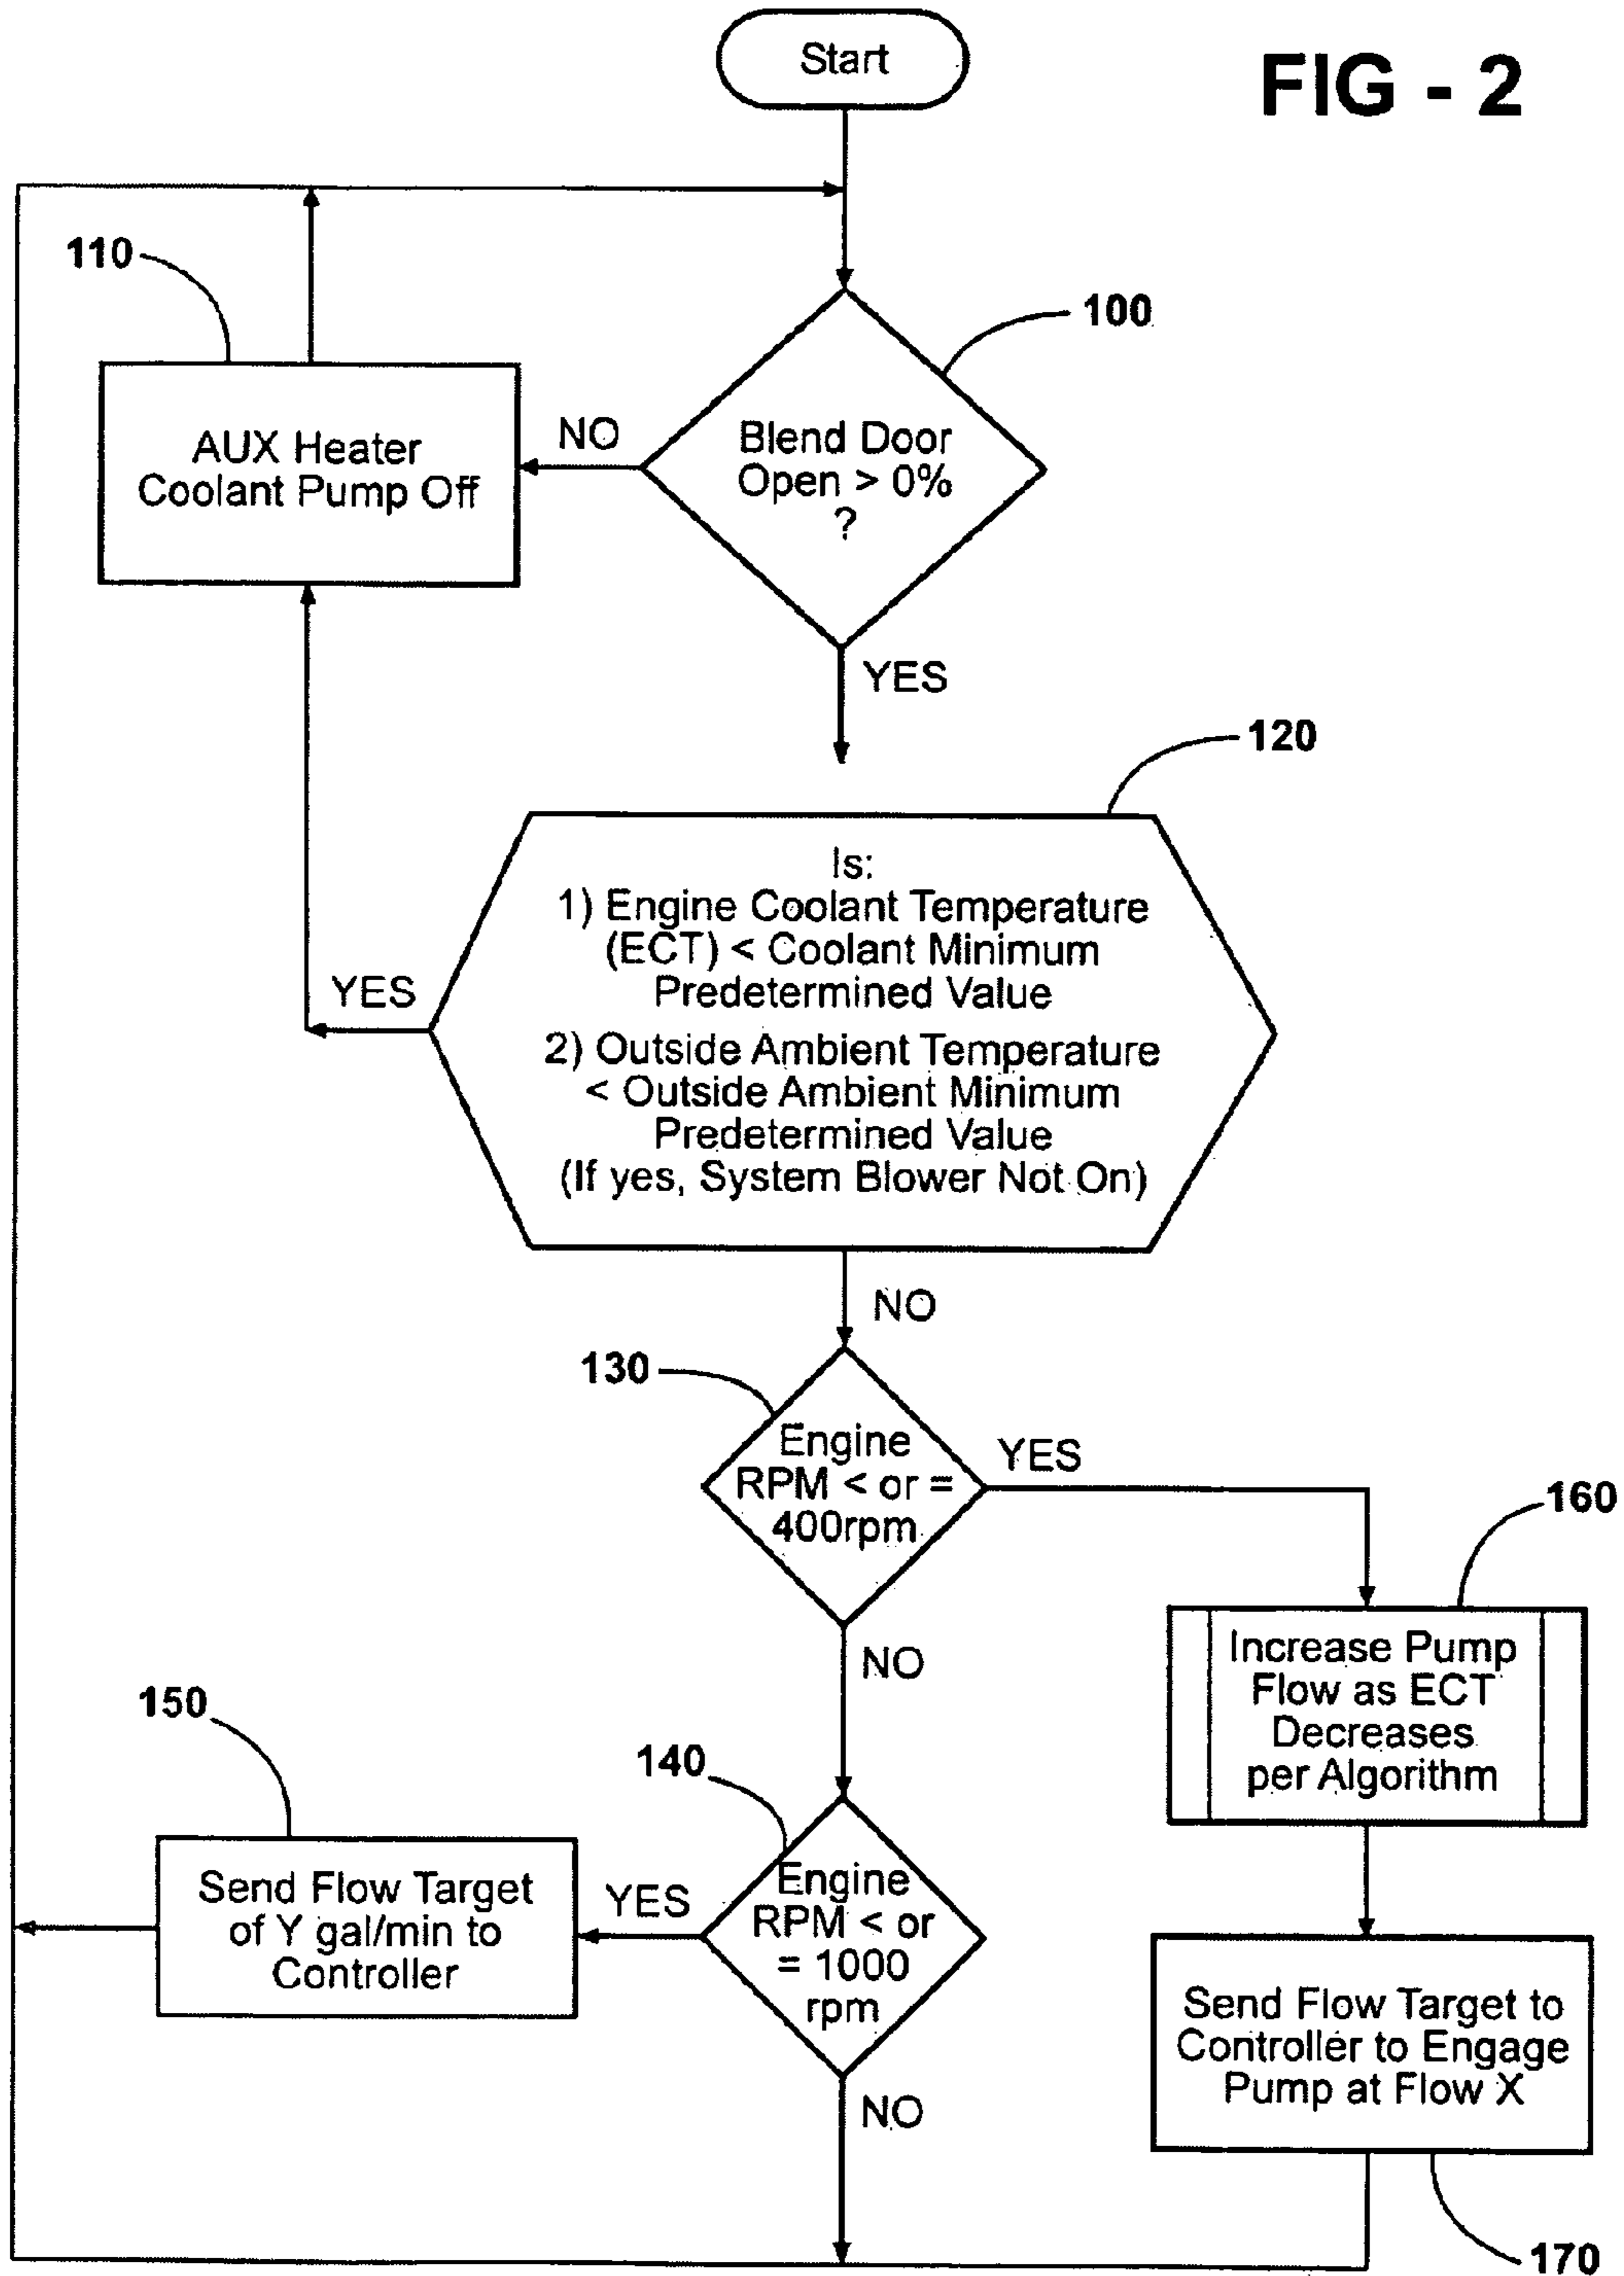 Start
FIG - 2
110
100
AUX Heater
Coolant Pump Off
NO
Blend Door
Open > 0%
?
YES
120
Is:
1) Engine Coolant Temperature
(ECT) < Coolant Minimum
Predetermined Value
2) Outside Ambient Temperature
< Outside Ambient Minimum
Predetermined Value
(If yes, System Blower Not On)
YES
NO
130
Engine
RPM < or =
400rpm
YES
160
Increase Pump
Flow as ECT
Decreases
per Algorithm
NO
150
140
Send Flow Target
of Y gal/min to
Controller
YES
Engine
RPM < or
= 1000
rpm
Send Flow Target to
Controller to Engage
Pump at Flow X
NO
170